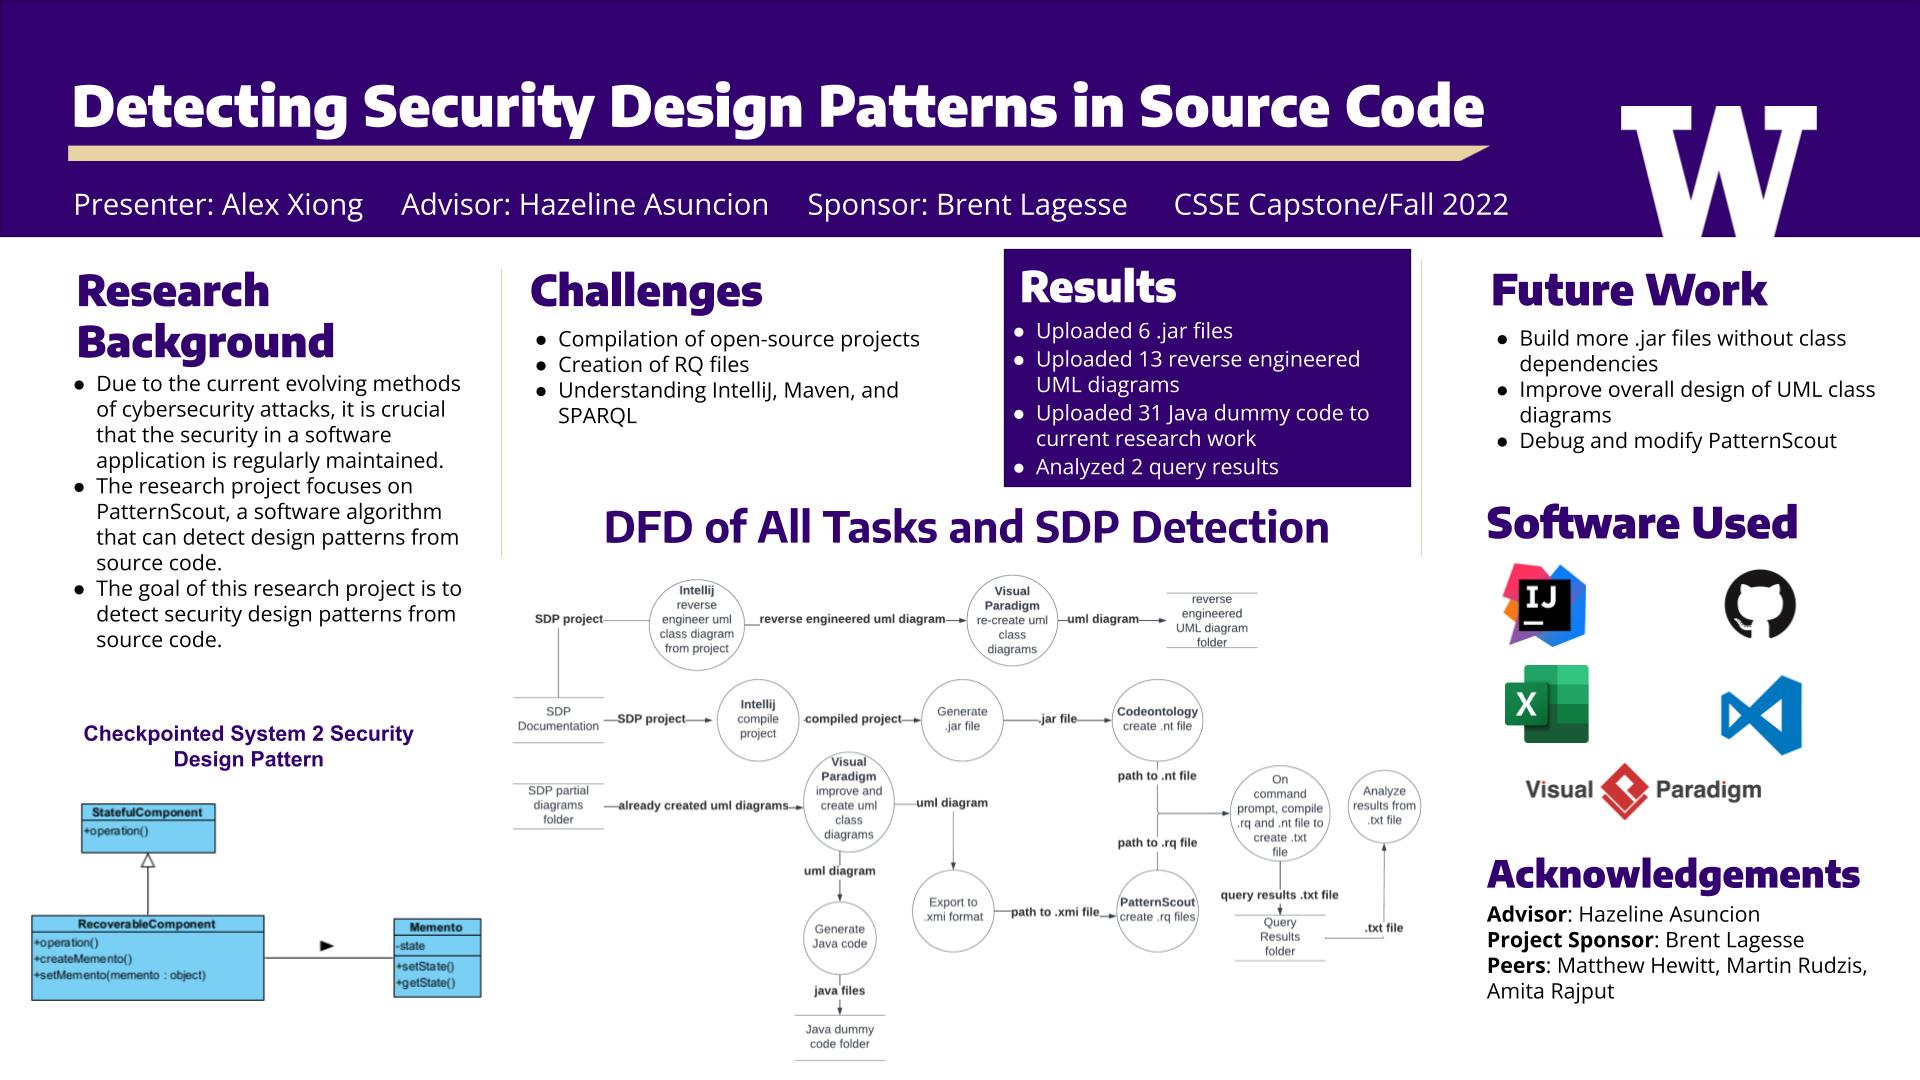 Detecting Security Design Patterns in Source Code
Presenter: Alex Xiong Advisor: Hazeline Asuncion Sponsor: Brent Lagesse CSSE Capstone/Fall 2022
W
Research
Background
● Due to the current evolving methods
of cybersecurity attacks, it is crucial
that the security in a software
application is regularly maintained.
● The research project focuses on
PatternScout, a software algorithm
that can detect design patterns from
source code.
● The goal of this research project is to
detect security design patterns from
source code.
Checkpointed System 2 Security
Design Pattern
StatefulComponent
+operation()
RecoverableComponent
+operation()
+createMemento()
+setMemento(memento : object)
Memento
-state
+setState()
+getState()
Challenges
● Compilation of open-source projects
● Creation of RQ files
● Understanding IntelliJ, Maven, and
SPARQL
Results
● Uploaded 6 .jar files
● Uploaded 13 reverse engineered
UML diagrams
● Uploaded 31 Java dummy code to
current research work
● Analyzed 2 query results
DFD of All Tasks and SDP Detection
SDP project
Intellij
reverse
engineer uml
class diagram
from project
reverse engineered uml diagram
Visual
Paradigm
re-create uml
class
diagrams
uml diagram
reverse
engineered
UML diagram
folder
SDP
Documentation
SDP project
Intellij
compile
project
compiled project
Generate
.jar file
.jar file
Codeontology
create .nt file
SDP partial
diagrams
folder
already created uml diagrams
Visual
Paradigm
improve and
create uml
class
diagrams
uml diagram
path to .nt file
path to .rq file
On
command
prompt, compile
.rq and .nt file to
create .txt
file
Analyze
results from
.txt file
uml diagram
Generate
Java code
Export to
.xmi format
path to .xmi file
PatternScout
create .rq files
query results .txt file
Query
Results
folder
.txt file
java files
Java dummy
code folder
Future Work
● Build more .jar files without class
dependencies
● Improve overall design of UML class
diagrams
● Debug and modify PatternScout
Software Used
IJ
X
Visual Paradigm
Acknowledgements
Advisor: Hazeline Asuncion
Project Sponsor: Brent Lagesse
Peers: Matthew Hewitt, Martin Rudzis,
Amita Rajput